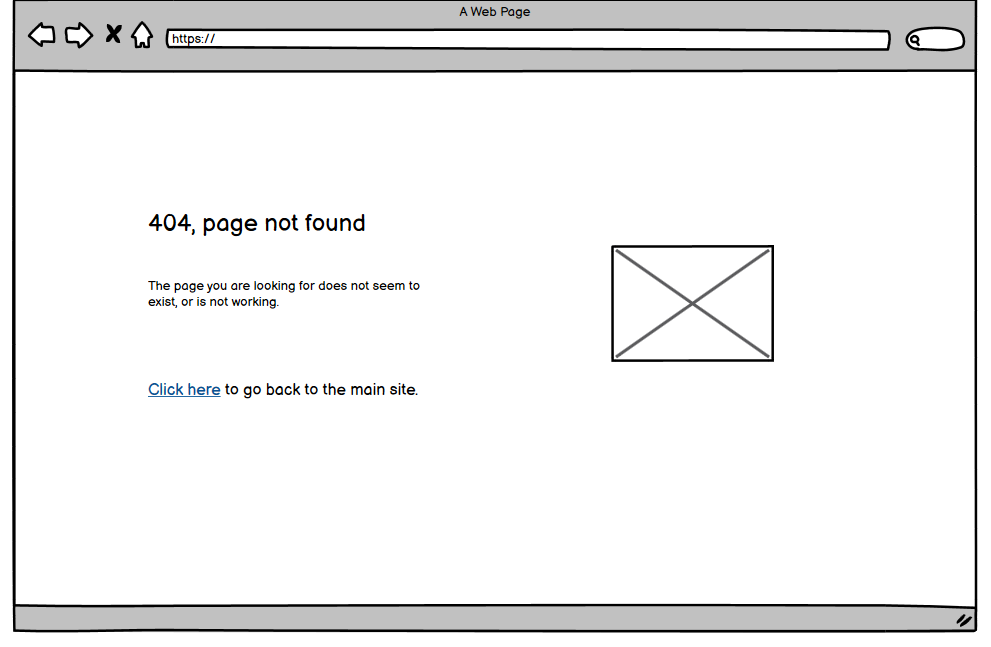 A Web Page
https://
404, page not found
The page you are looking for does not seem to
exist, or is not working.
Click here to go back to the main site.